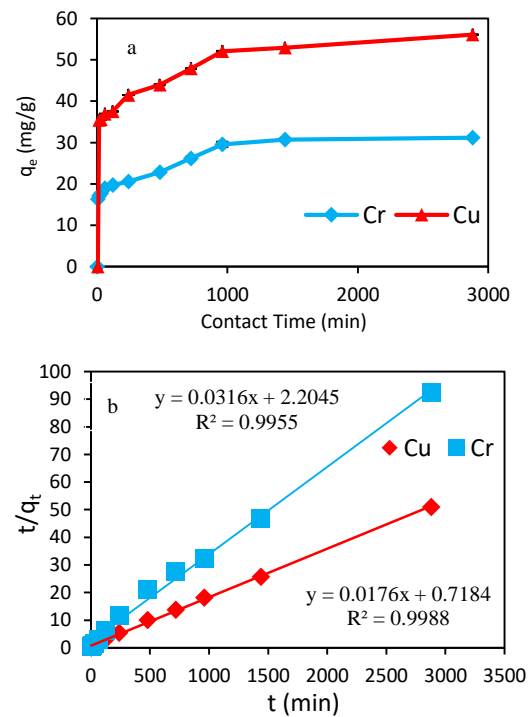 a
60
50
40
30
20
10
0
qe (mg/g)
Cr Cu
0 1000 2000 3000
Contact Time (min)
b
y = 0.0316x + 2.2045
R² = 0.9955
100
90
80
70
60
50
40
30
20
10
0
t/qt
Cu Cr
y = 0.0176x + 0.7184
R² = 0.9988
0 500 1000 1500 2000 2500 3000 3500
t (min)